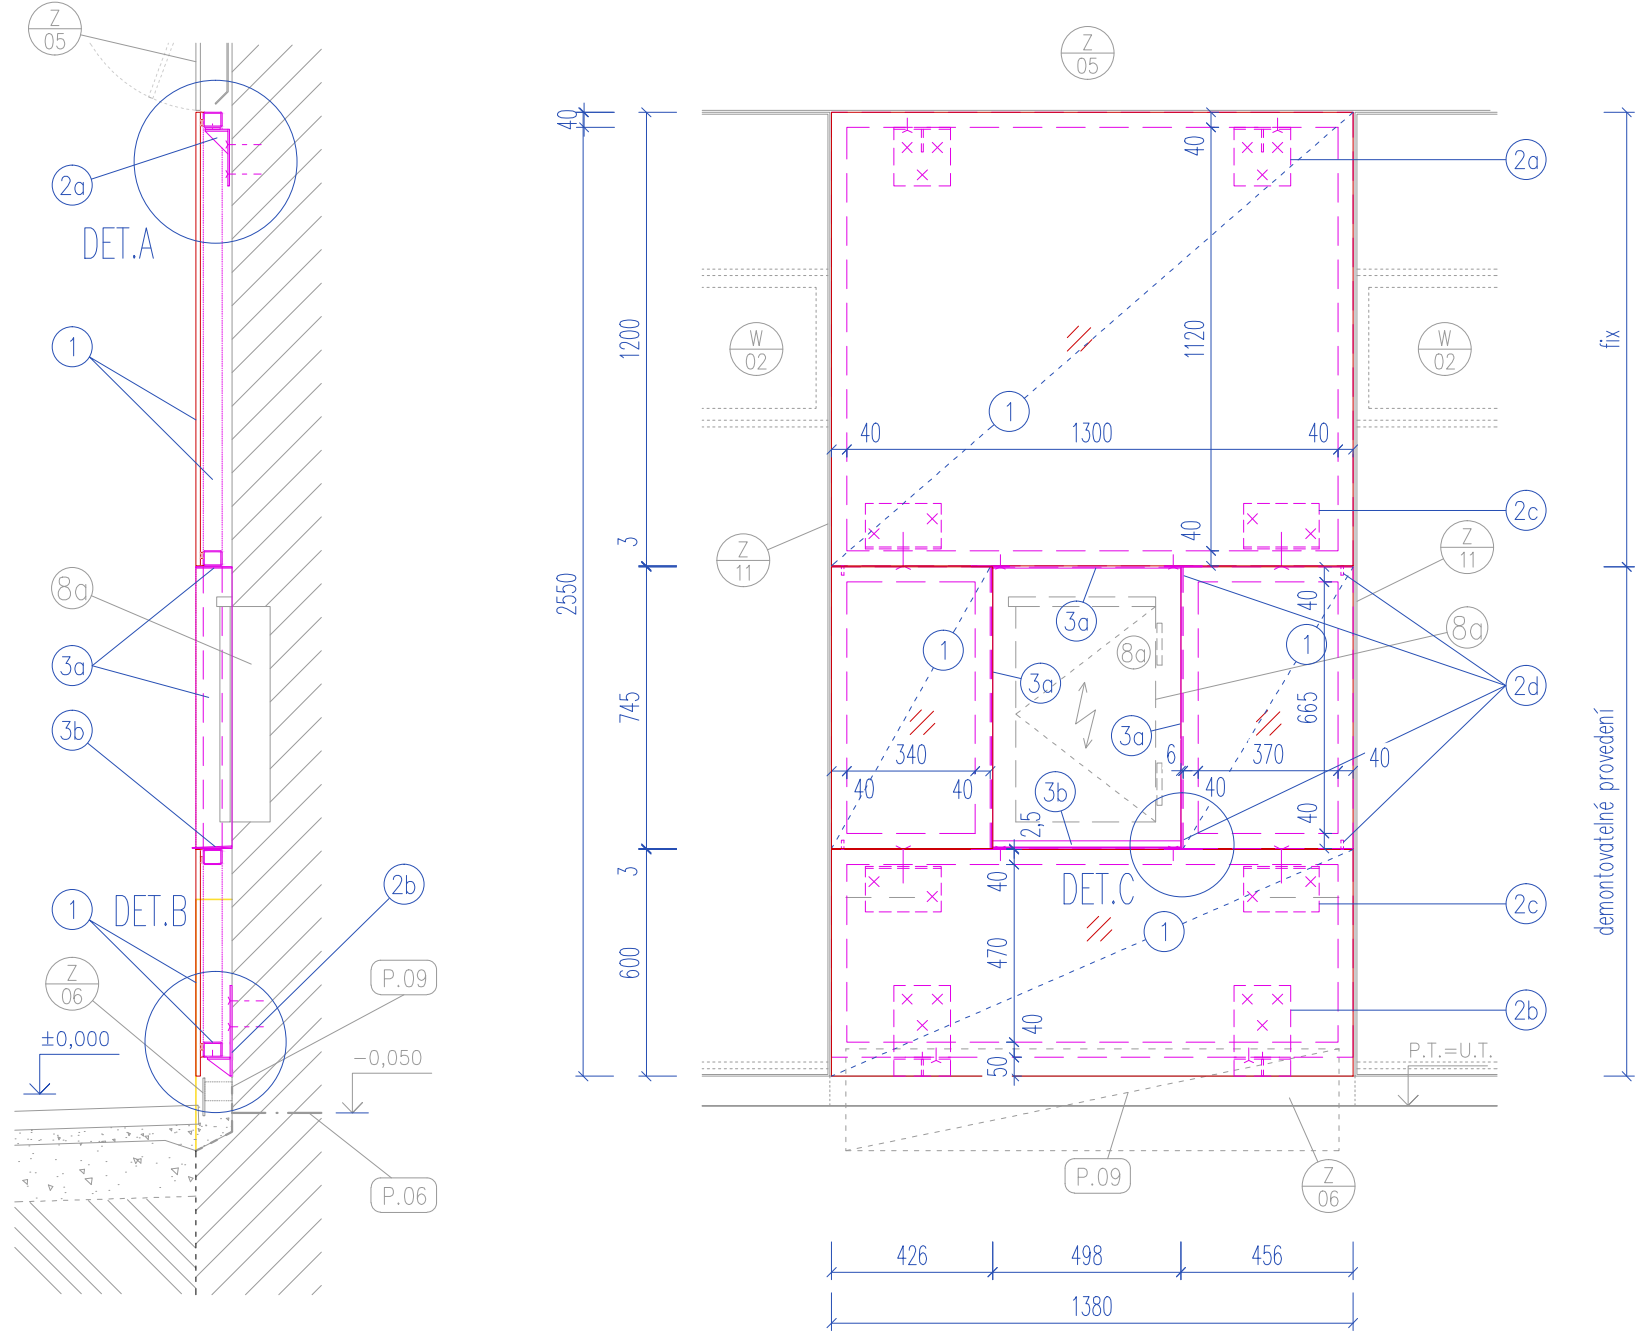 Z
05
2a
DET.A
1
8a
3a
3b
1
DET.B
2b
Z
06
P.09
±0,000
−0,050
P.06
40
2550
1200
3
745
3
600
Z
05
40
2a
W
02
1120
W
02
fix
1
40
1300
40
40
2c
Z
11
Z
11
3a
40
8a
1
8a
1
3a
2d
665
3a
340
6
370
40
40
40
3b
40
40
2,5
demontovatelné provedení
40
DET.C
2c
1
470
40
2b
50
P.T.=U.T.
P.09
Z
06
426
498
456
1380